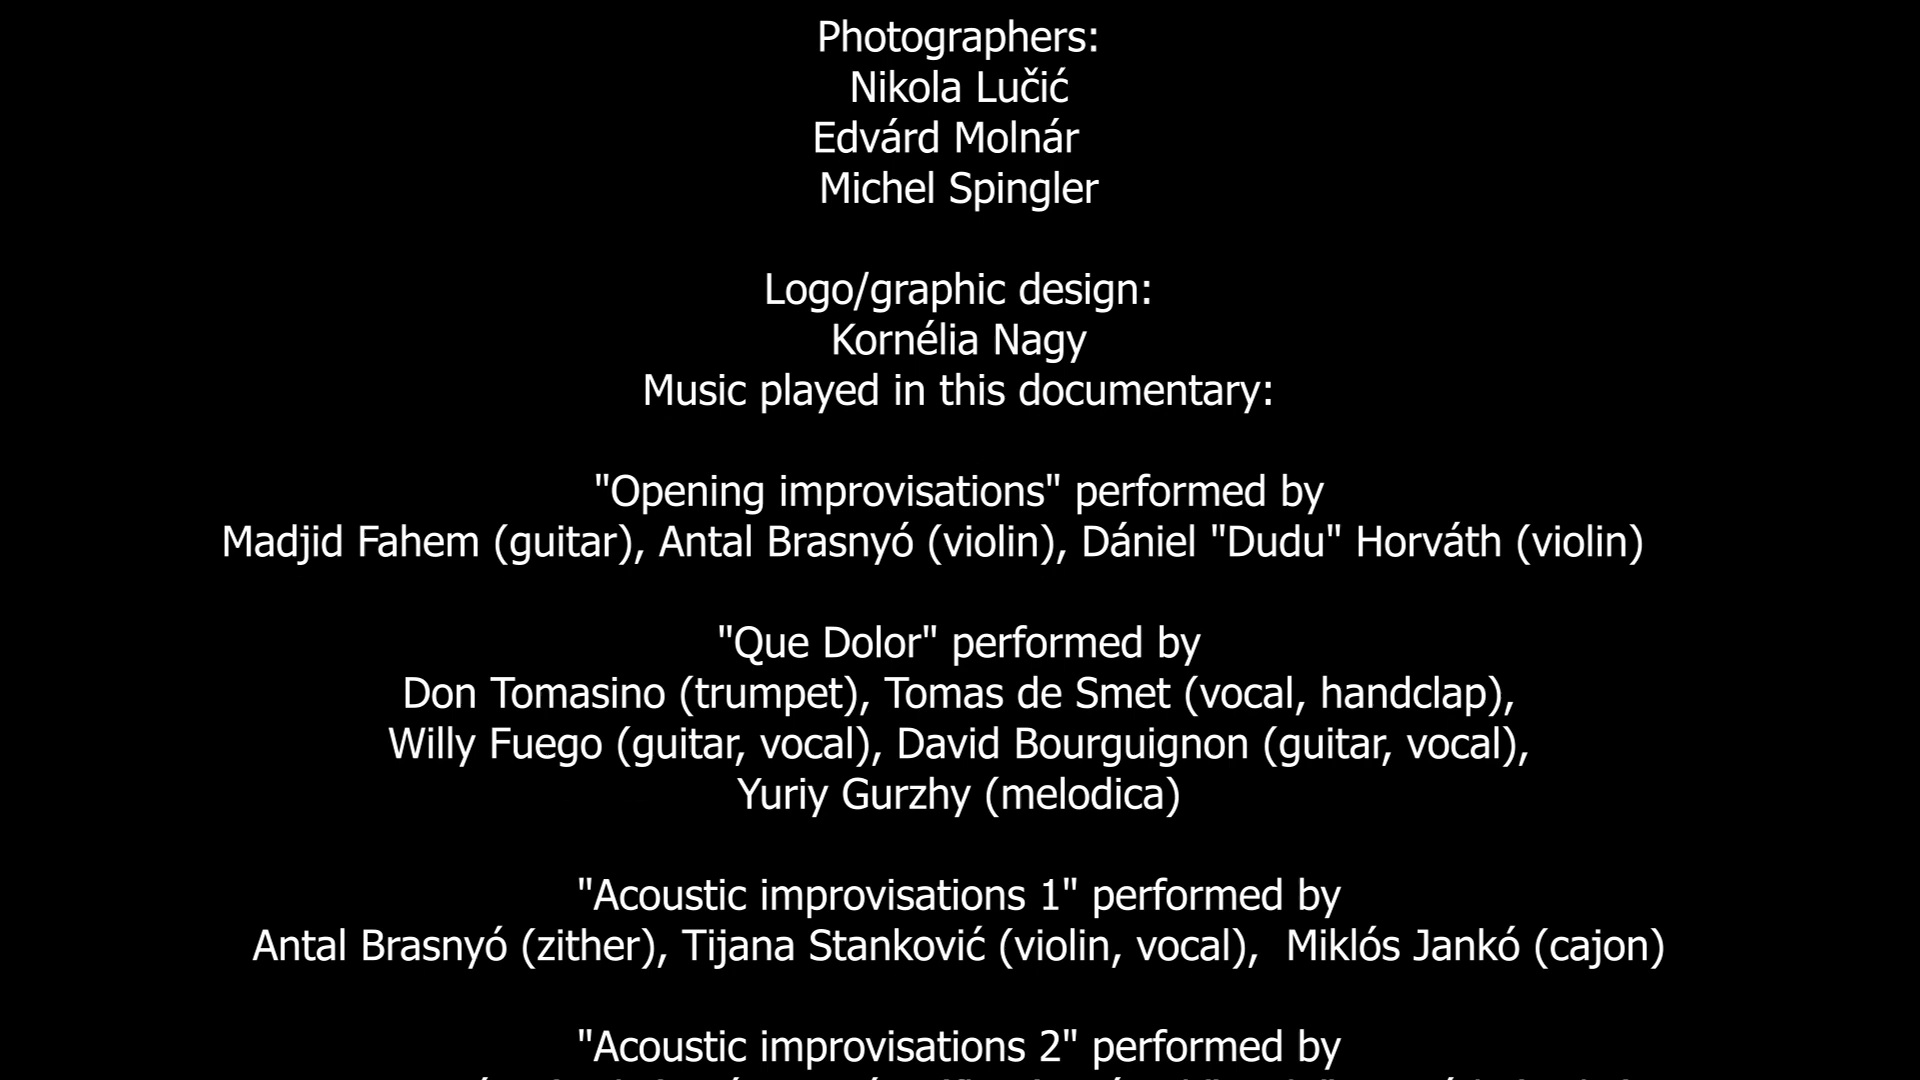 Photographers:
Nikola Lučić
Edvárd Molnár
Michel Spingler
Logo/graphic design:
Kornélia Nagy
Music played in this documentary:
"Opening improvisations" performed by
Madjid Fahem (guitar), Antal Brasnyó (violin), Dániel "Dudu" Horváth (violin)
"Que Dolor" performed by
Don Tomasino (trumpet), Tomas de Smet (vocal, handclap),
Willy Fuego (guitar, vocal), David Bourguignon (guitar, vocal),
Yuriy Gurzhy (melodica)
"Acoustic improvisations 1" performed by
Antal Brasnyó (zither), Tijana Stanković (violin, vocal),  Miklós Jankó (cajon)
"Acoustic improvisations 2" performed by